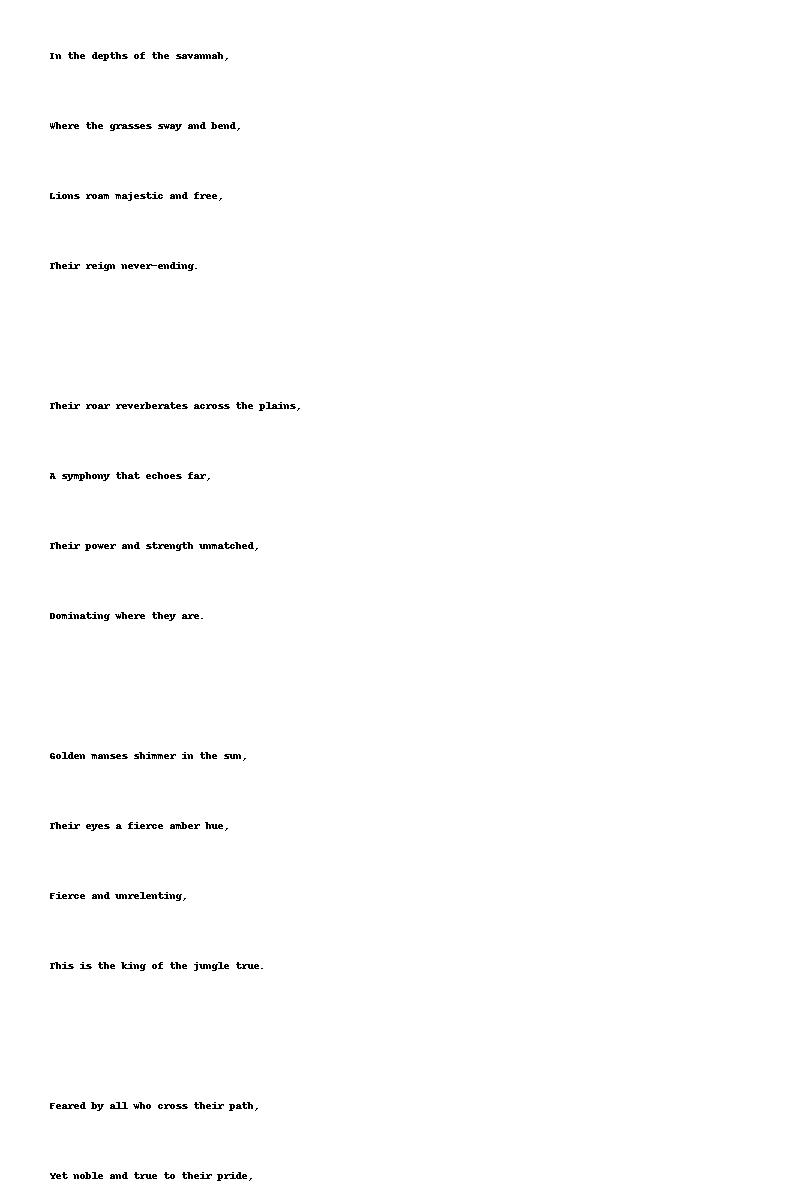 In the depths of the savannah,
Where the grasses sway and bend,
Lions roam majestic and free,
Their reign never-ending.
Their roar reverberates across the plains,
A symphony that echoes far,
Their power and strength unmatched,
Dominating where they are.
Golden manses shimmer in the sun,
Their eyes a fierce amber hue,
Fierce and unrelenting,
This is the king of the jungle true.
Feared by all who cross their path,
Yet noble and true to their pride,